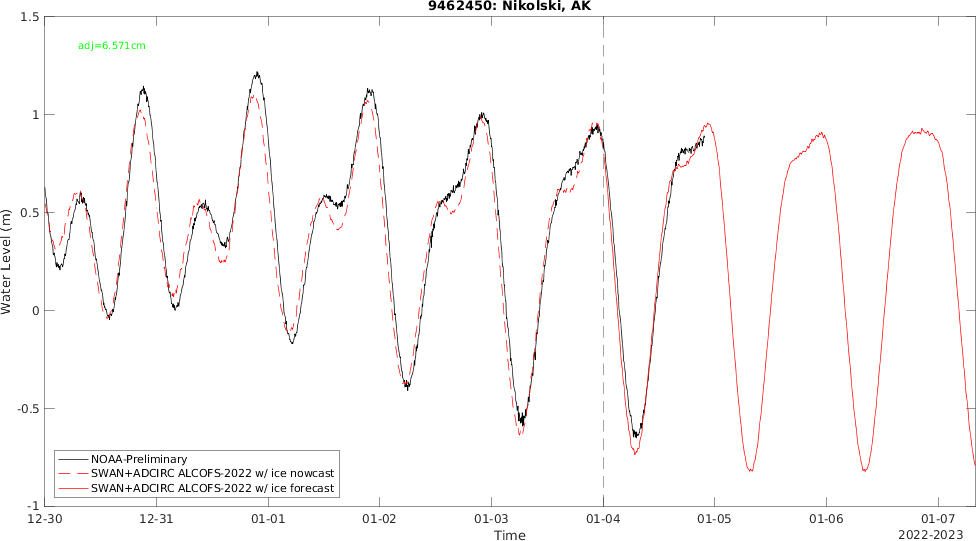 9462450: Nikolski, AK
adj=6.571cm
Water Level (m)
1.5
1
0.5
0
-0.5
-1
NOAA-Preliminary
SWAN+ADCIRC ALCOFS-2022 w/ ice nowcast
SWAN+ADCIRC ALCOFS-2022 w/ ice forecast
12-30 12-31 01-01 01-02 01-03 01-04 01-05 01-06 01-07
Time
2022-2023